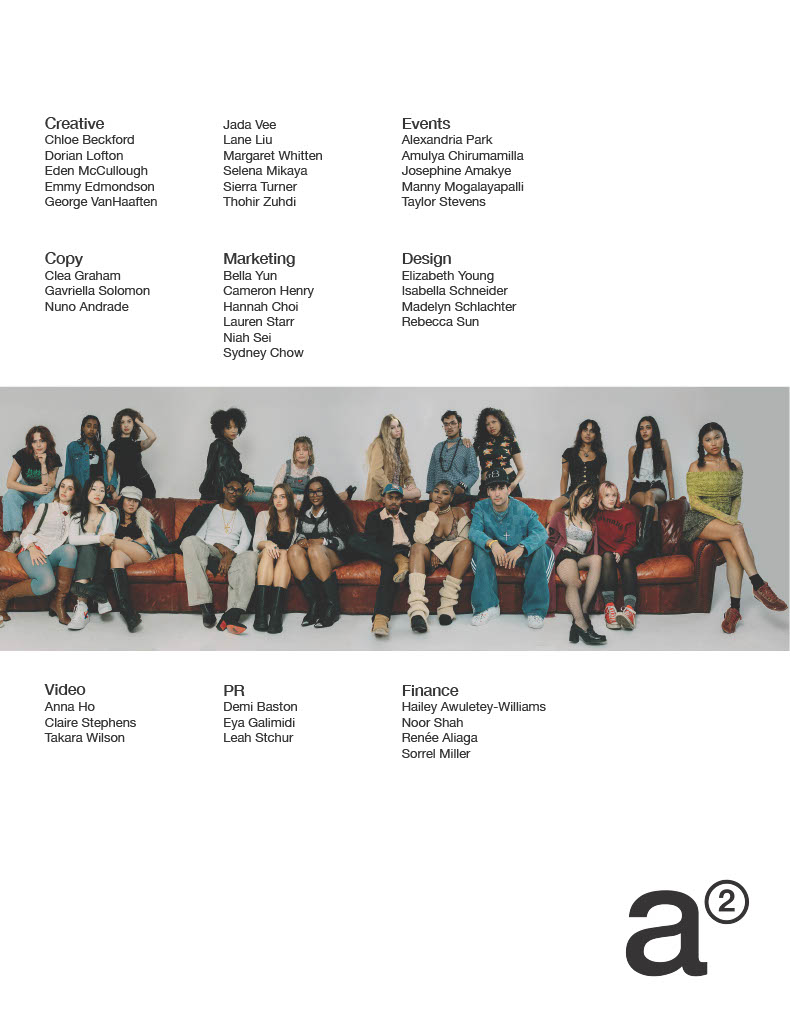 Creative
Chloe Beckford
Dorian Lofton
Eden McCullough
Emmy Edmondson
George VanHaaften
Jada Vee
Lane Liu
Margaret Whitten
Selena Mikaya
Sierra Turner
Thohir Zuhdi
Events
Alexandria Park
Amulya Chirumamilla
Josephine Amakye
Manny Mogalayapalli
Taylor Stevens
Copy
Clea Graham
Gavriella Solomon
Nuno Andrade
Marketing
Bella Yun
Cameron Henry
Hannah Choi
Lauren Starr
Niah Sei
Sydney Chow
Design
Elizabeth Young
Isabella Schneider
Madelyn Schlachter
Rebecca Sun
Video
Anna Ho
Claire Stephens
Takara Wilson
PR
Demi Baston
Eya Galimidi
Leah Stchur
Finance
Hailey Awuletey-Williams
Noor Shah
Renée Aliaga
Sorrel Miller
a2